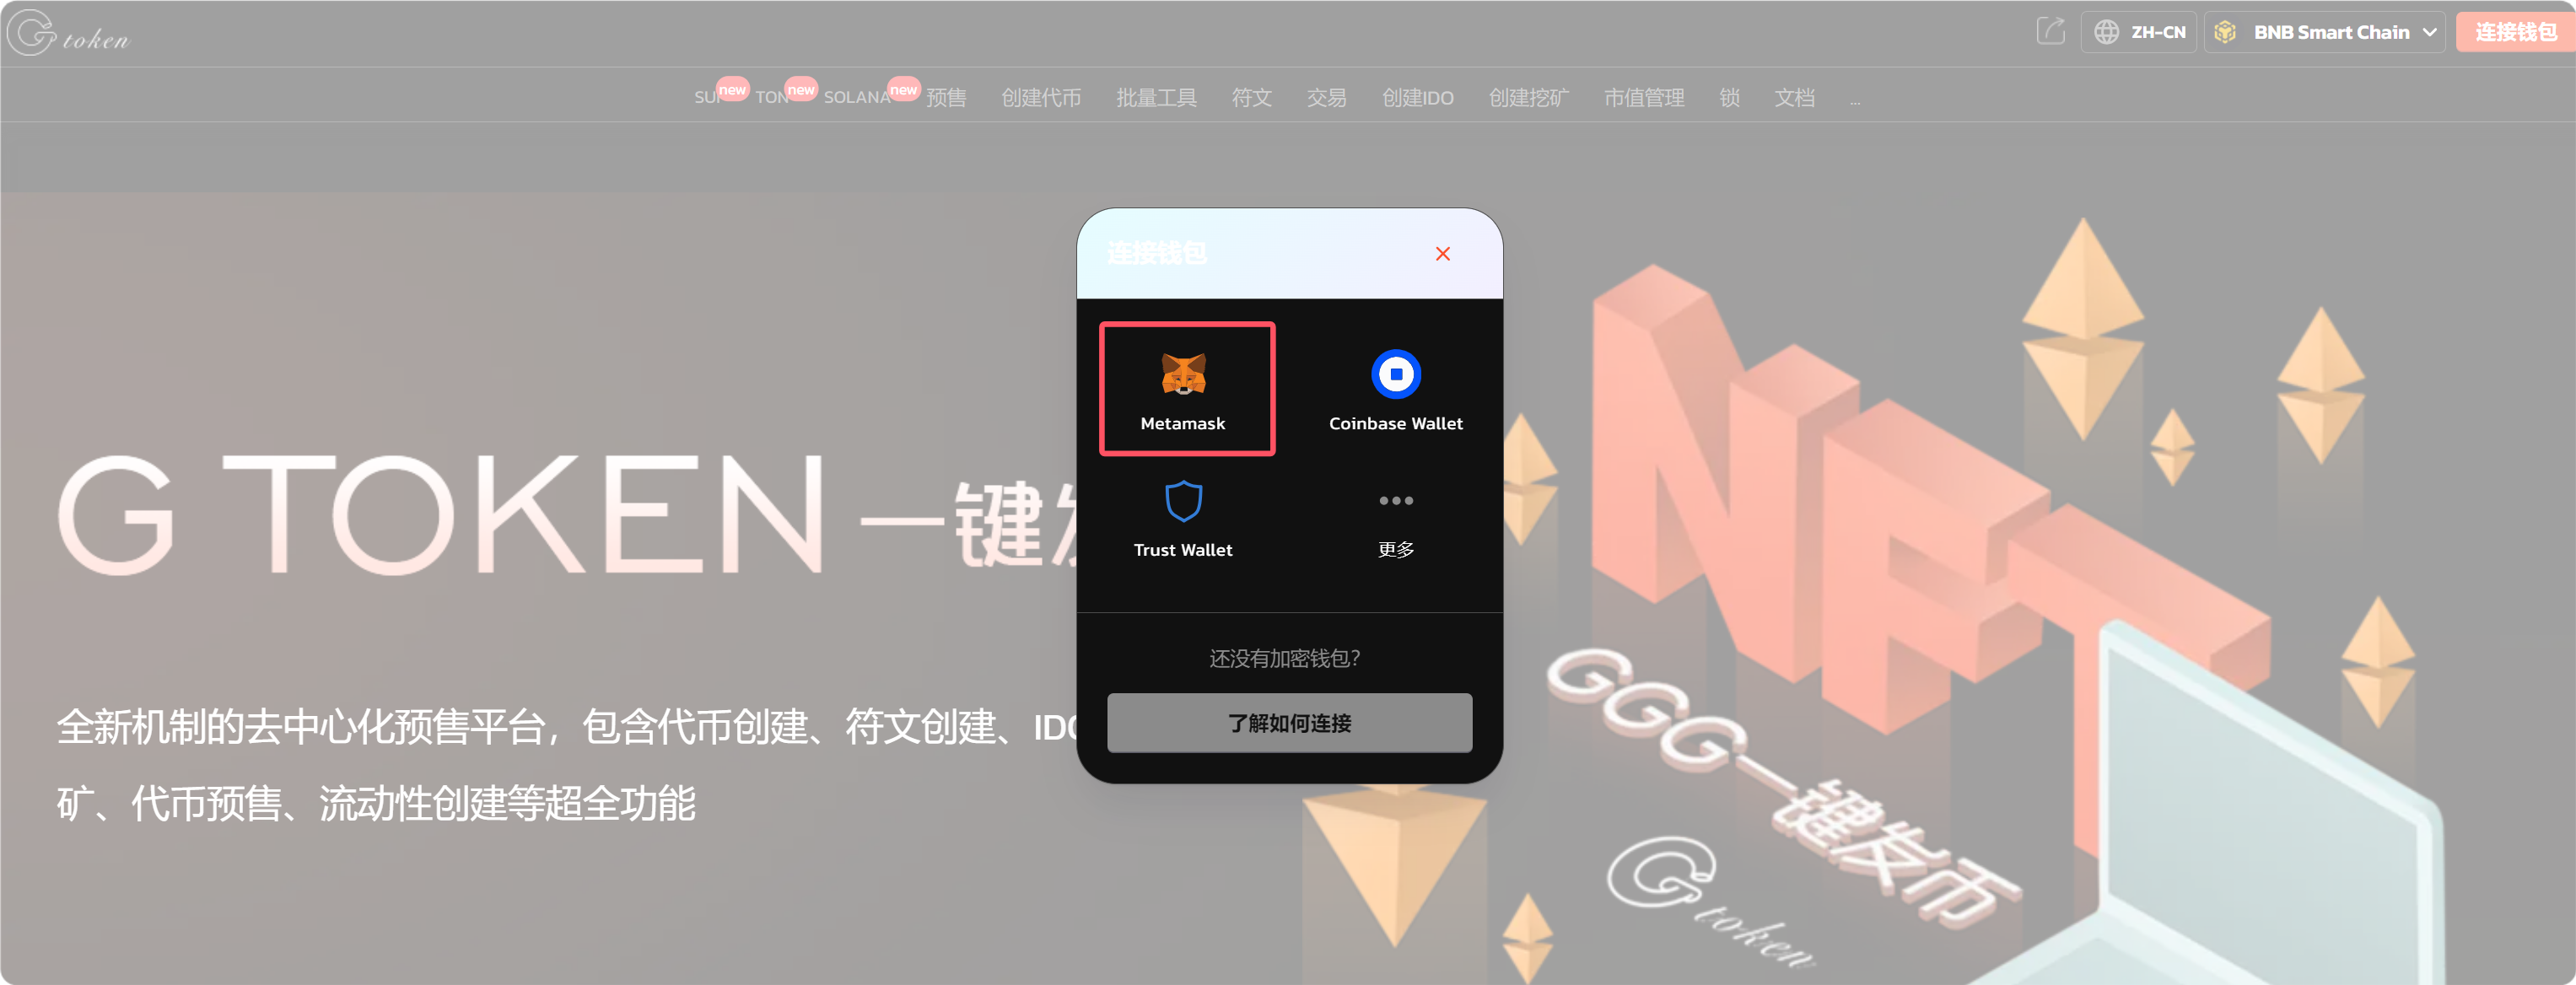 G token
ZH-CN
BNB Smart Chain
连接钱包
new
new
new
TON
SOLANA
预售
创建代币
批量工具
符文
交易
创建IDO
创建挖矿
市值管理
锁
文档
...
连接钱包
Metamask
Coinbase Wallet
Trust Wallet
更多
还没有加密钱包?
了解如何连接
G TOKEN 一键
全新机制的去中心化预售平台，包含代币创建、符文创建、IDO
矿、代币预售、流动性创建等超全功能
NFT
GGG一键发币
G token